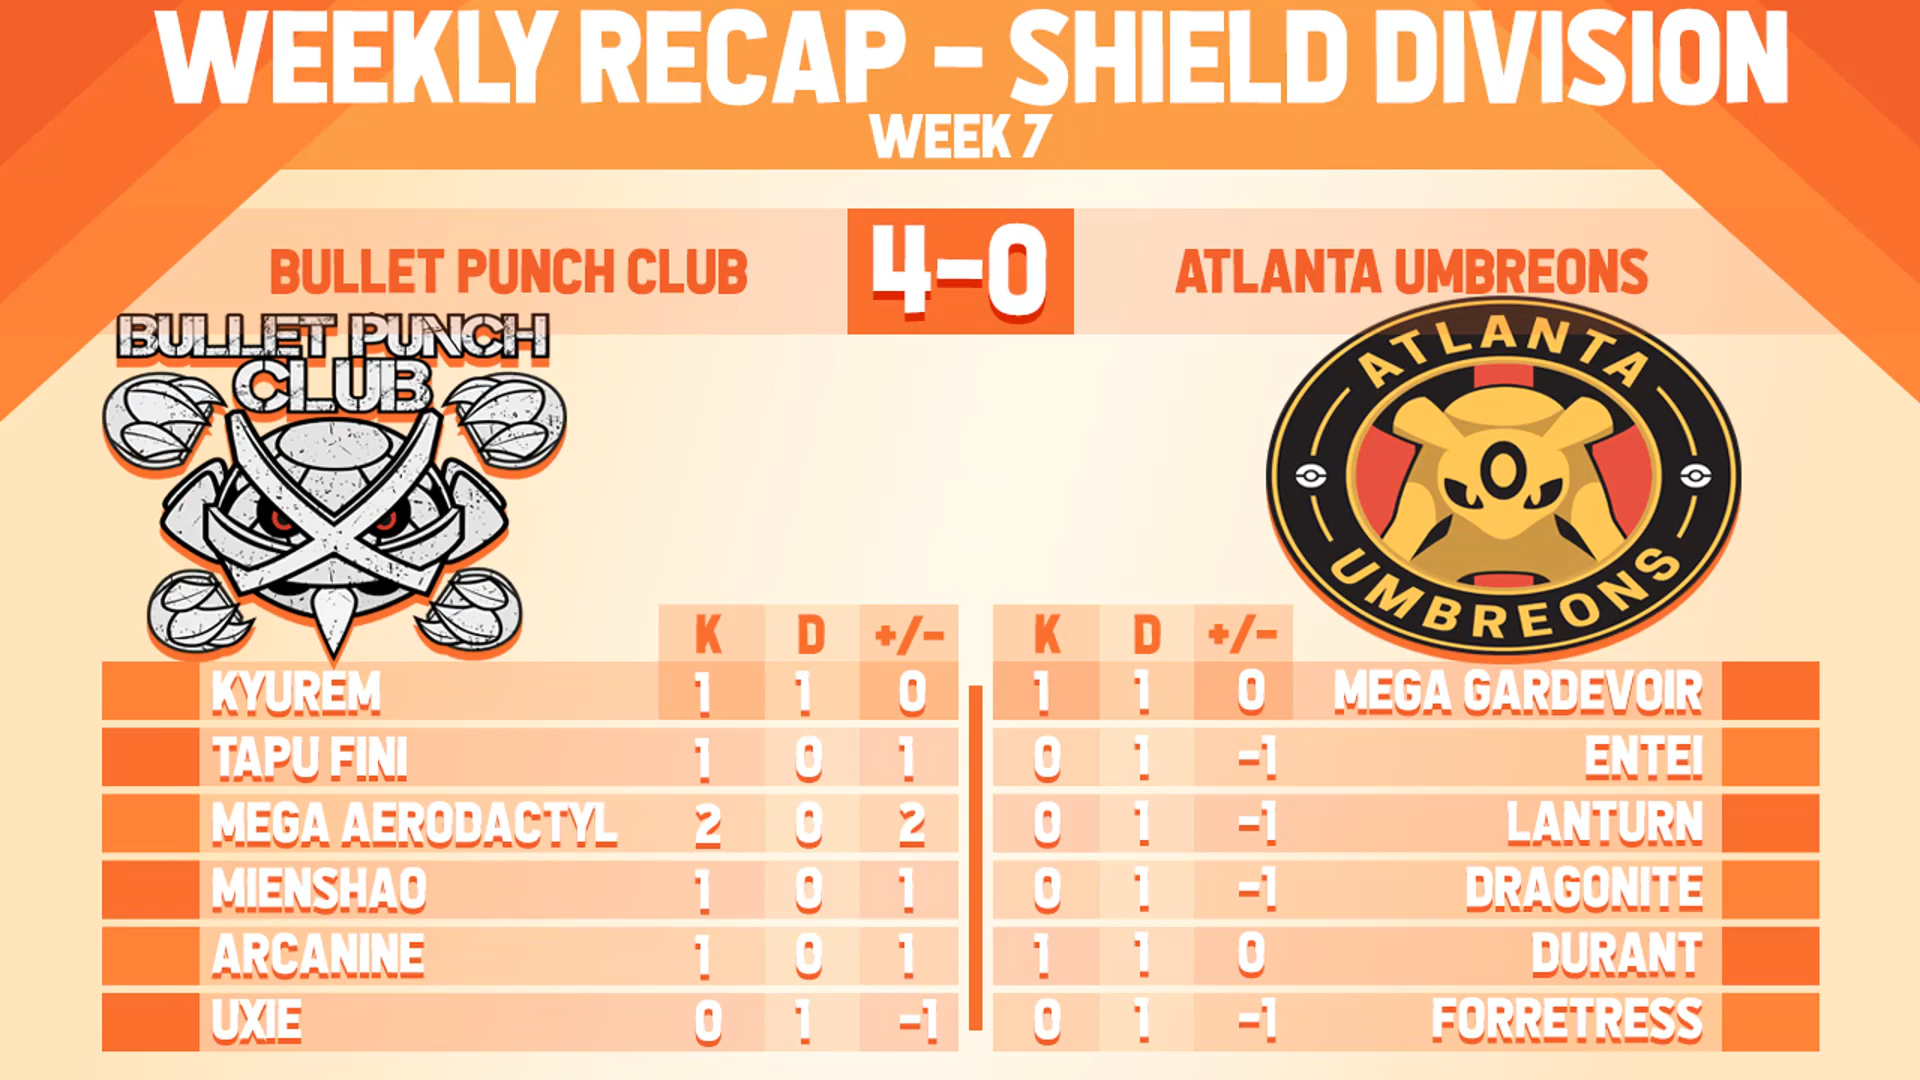 WEEKLY RECAP - SHIELD DIVISION
WEEK 7
BULLET PUNCH CLUB 4-0 ATLANTA UMBREONS
BULLET PUNCH
CLUB
ATLANTA
UMBREONS
K D +/- K D +/-
KYUREM 1 1 0 1 1 0 MEGA GARDEVOIR
TAPU FINI 1 0 1 0 1 -1 ENTEI
MEGA AERODACTYL 2 0 2 0 1 -1 LANTURN
MIENSHAO 1 0 1 0 1 -1 DRAGONITE
ARCANINE 1 0 1 1 1 0 DURANT
UXIE 0 1 -1 0 1 -1 FORRETRESS